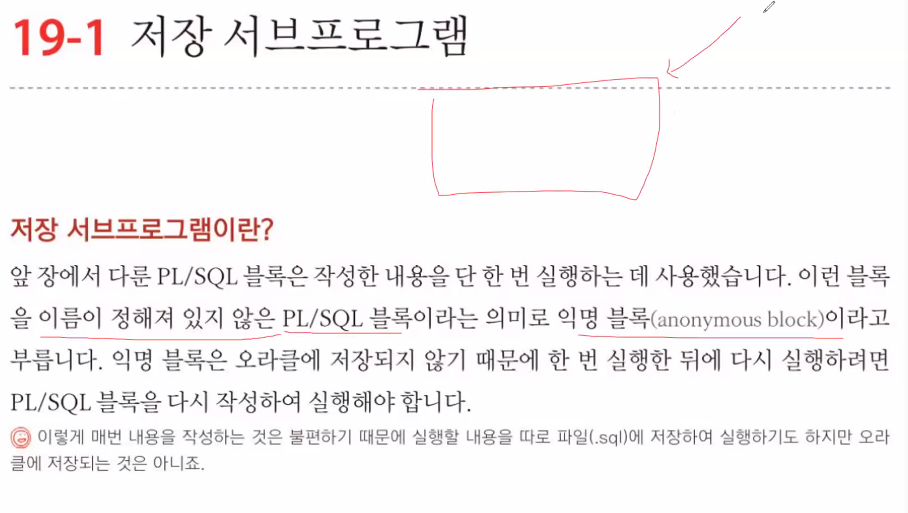 19-1 저장 서브프로그램
저장 서브프로그램이란?
앞 장에서 다룬 PL/SQL 블록은 작성한 내용을 단 한 번 실행하는 데 사용했습니다. 이런 블록
을 이름이 정해져 있지 않은 PL/SQL 블록이라는 의미로 익명 블록(anonymous block)이라고
부릅니다. 익명 블록은 오라클에 저장되지 않기 때문에 한 번 실행한 뒤에 다시 실행하려면
PL/SQL 블록을 다시 작성하여 실행해야 합니다.
이렇게 매번 내용을 작성하는 것은 불편하기 때문에 실행할 내용을 따로 파일(.sql)에 저장하여 실행하기도 하지만 오라
클에 저장되는 것은 아니죠.